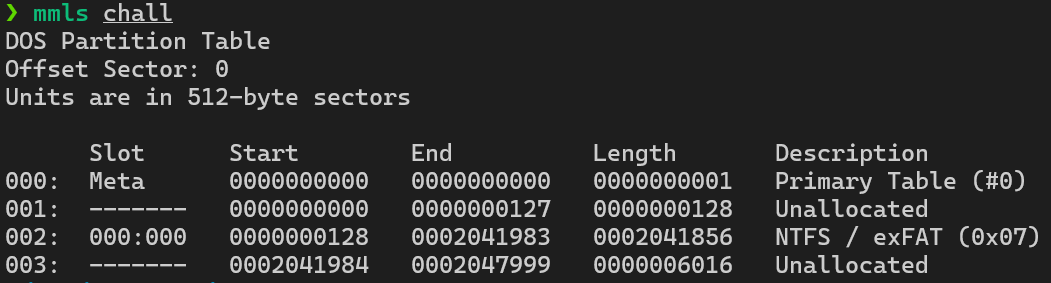 ❯ mmls chall
DOS Partition Table
Offset Sector: 0
Units are in 512-byte sectors

      Slot      Start        End          Length       Description
000:  Meta      0000000000   0000000000   0000000001   Primary Table (#0)
001:  -------   0000000000   0000000127   0000000128   Unallocated
002:  000:000   0000000128   0002041983   0002041856   NTFS / exFAT (0x07)
003:  -------   0002041984   0002047999   0000006016   Unallocated